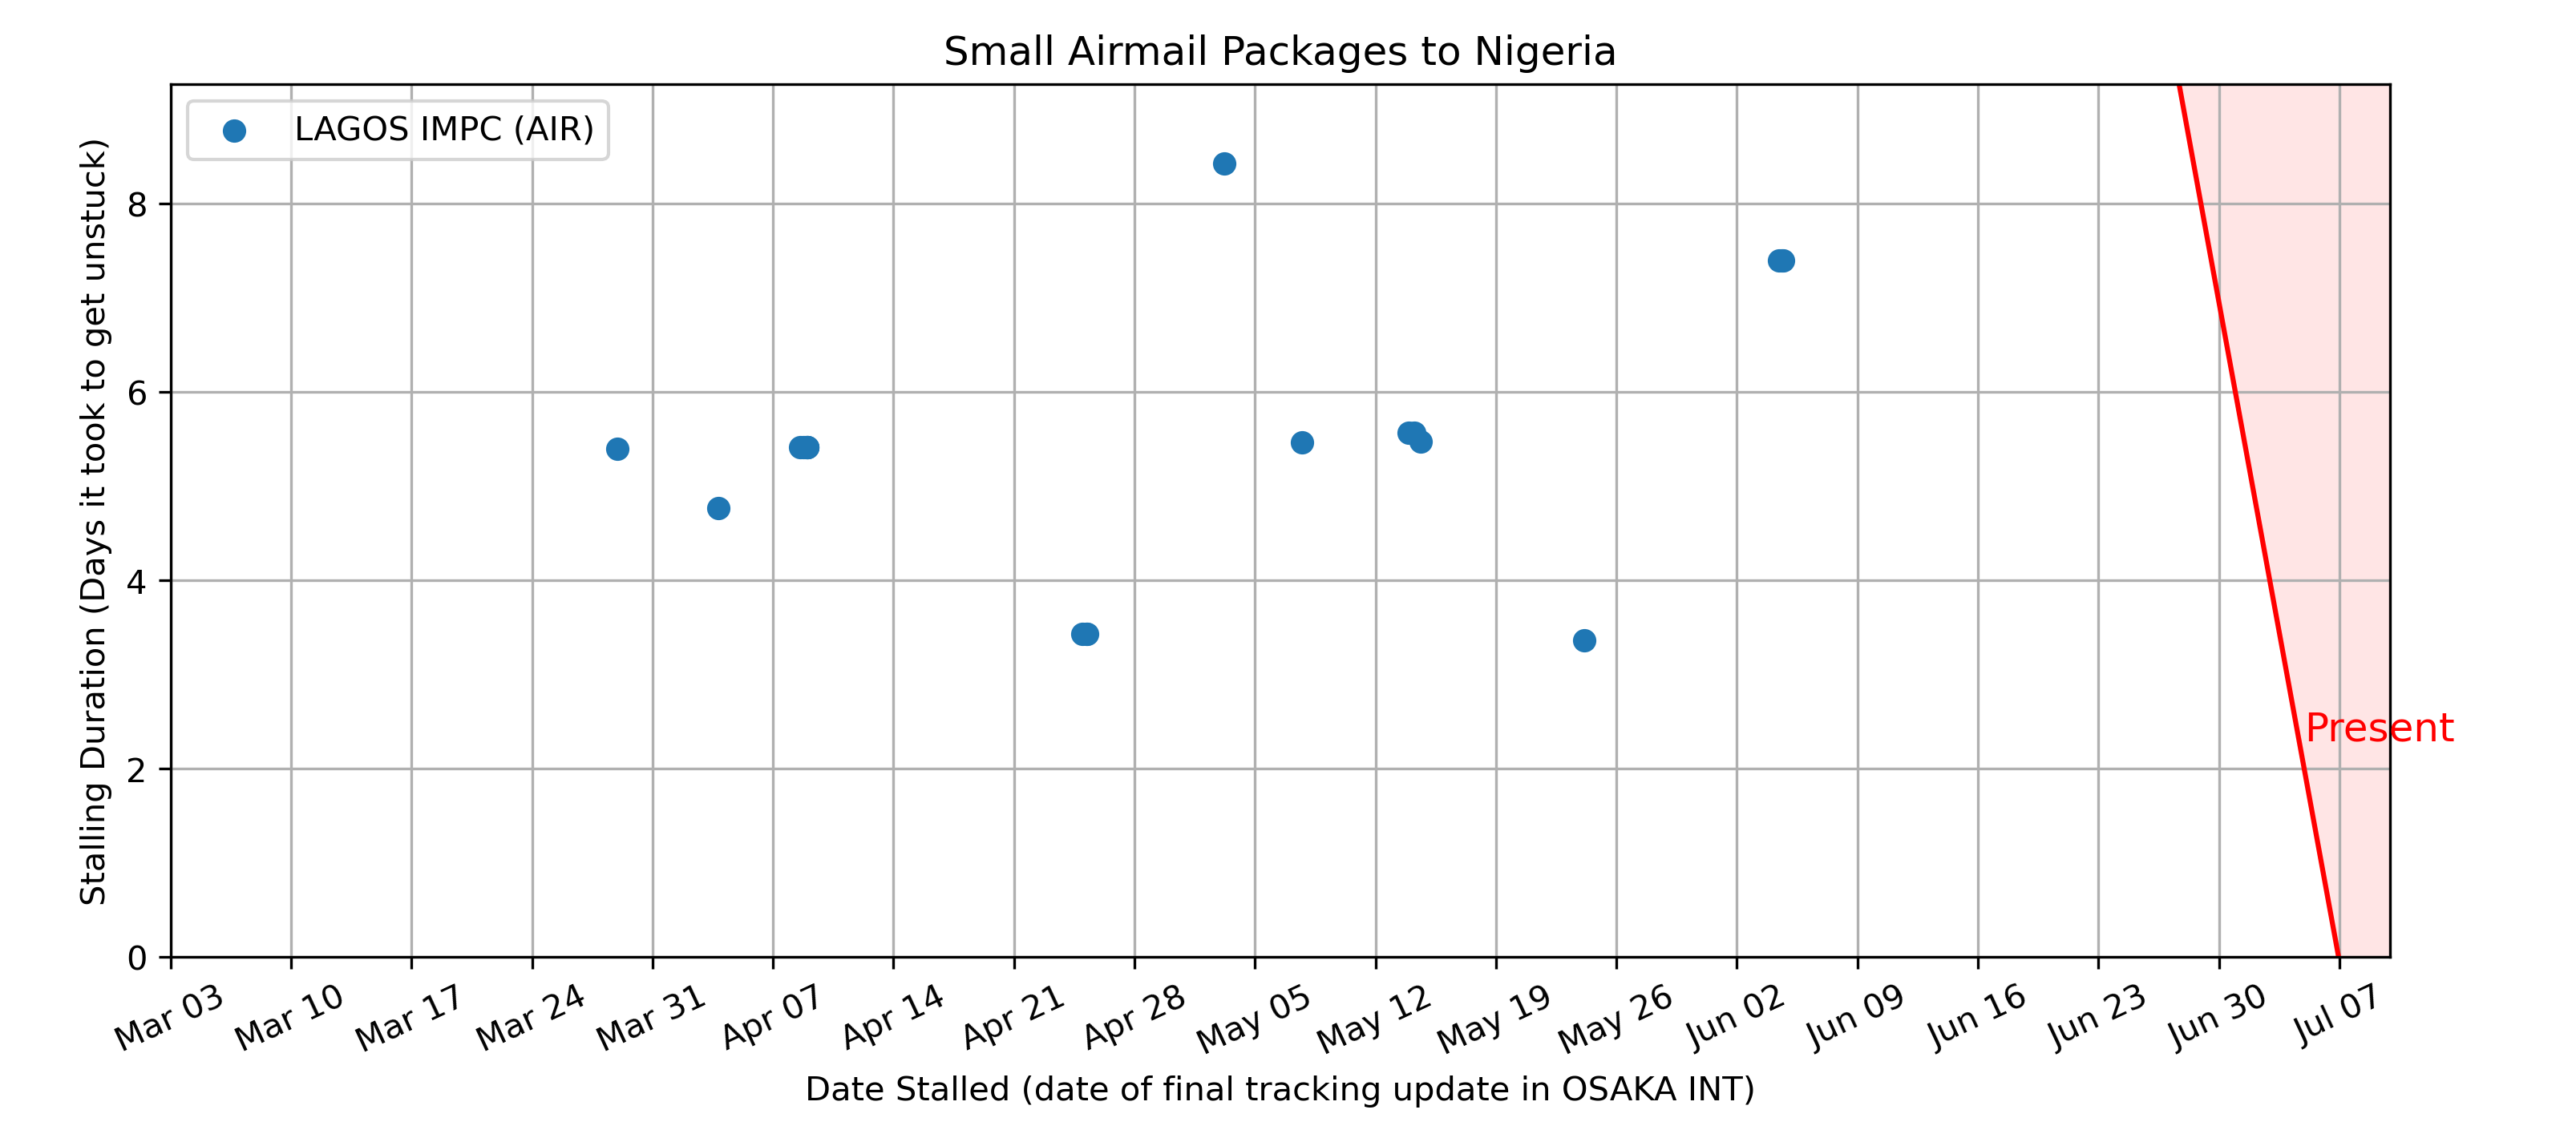 Small Airmail Packages to Nigeria
LAGOS IMPC (AIR)
Stalling Duration (Days it took to get unstuck)
8
6
4
2
0
Present
Mar 03 Mar 10 Mar 17 Mar 24 Mar 31 Apr 07 Apr 14 Apr 21 Apr 28 May 05 May 12 May 19 May 26 Jun 02 Jun 09 Jun 16 Jun 23 Jun 30 Jul 07
Date Stalled (date of final tracking update in OSAKA INT)